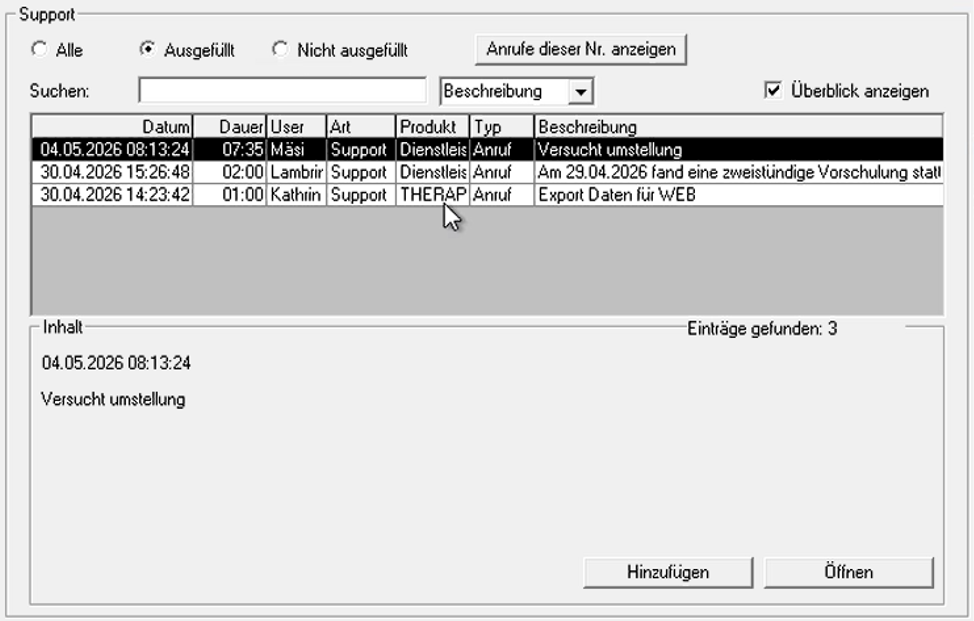 Support
Alle Ausgefüllt Nicht ausgefüllt Anrufe dieser Nr. anzeigen
Suchen: Beschreibung Überblick anzeigen
Datum Dauer User Art Produkt Typ Beschreibung
04.05.2026 08:13:24 07:35 Mäsi Support Dienstleis Anruf Versucht umstellung
30.04.2026 15:26:48 02:00 Lambrir Support Dienstleis Anruf Am 29.04.2026 fand eine zweistündige Vorschulung statt
30.04.2026 14:23:42 01:00 Kathrin Support THERAP Anruf Export Daten für WEB
Inhalt Einträge gefunden: 3
04.05.2026 08:13:24
Versucht umstellung
Hinzufügen Öffnen